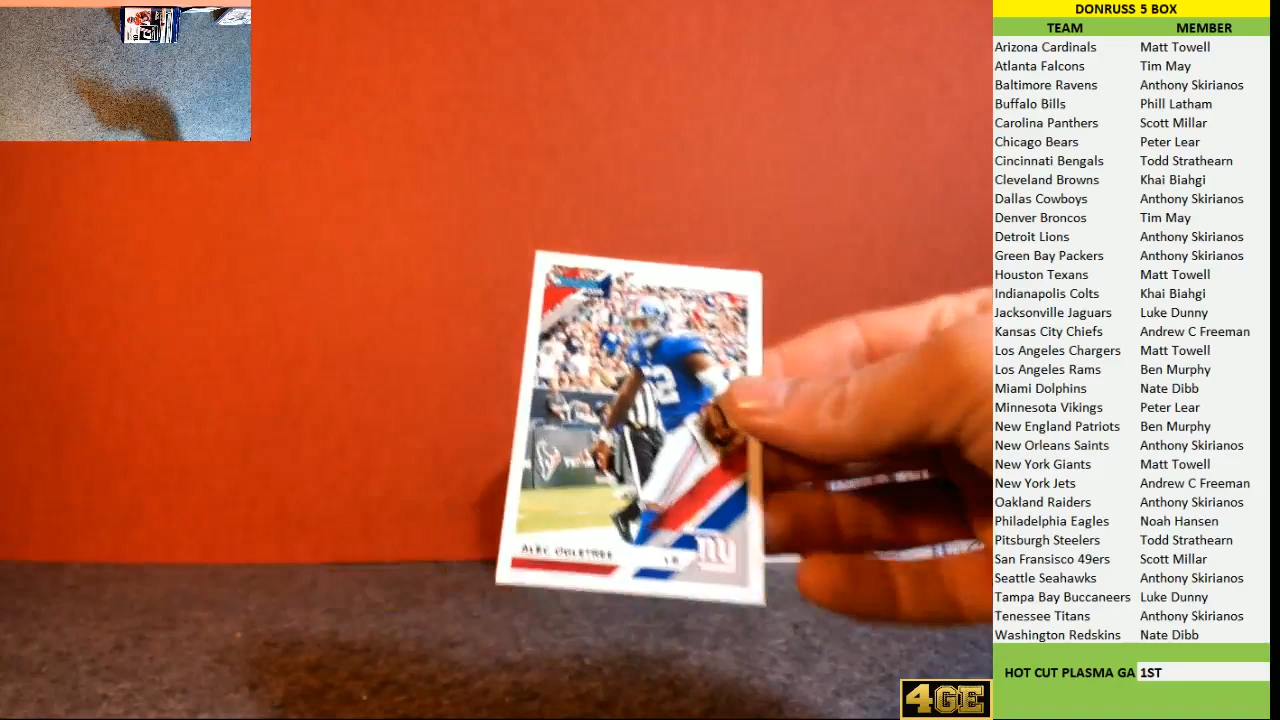 DONRUSS 5 BOX
TEAM MEMBER
Arizona Cardinals Matt Towell
Atlanta Falcons Tim May
Baltimore Ravens Anthony Skirianos
Buffalo Bills Phill Latham
Carolina Panthers Scott Millar
Chicago Bears Peter Lear
Cincinnati Bengals Todd Strathearn
Cleveland Browns Khai Biahgi
Dallas Cowboys Anthony Skirianos
Denver Broncos Tim May
Detroit Lions Anthony Skirianos
Green Bay Packers Anthony Skirianos
Houston Texans Matt Towell
Indianapolis Colts Khai Biahgi
Jacksonville Jaguars Luke Dunny
Kansas City Chiefs Andrew C Freeman
Los Angeles Chargers Matt Towell
Los Angeles Rams Ben Murphy
Miami Dolphins Nate Dibb
Minnesota Vikings Peter Lear
New England Patriots Ben Murphy
New Orleans Saints Anthony Skirianos
New York Giants Matt Towell
New York Jets Andrew C Freeman
Oakland Raiders Anthony Skirianos
Philadelphia Eagles Noah Hansen
Pitsburgh Steelers Todd Strathearn
San Fransisco 49ers Scott Millar
Seattle Seahawks Anthony Skirianos
Tampa Bay Buccaneers Luke Dunny
Tenessee Titans Anthony Skirianos
Washington Redskins Nate Dibb
HOT CUT PLASMA GA 1ST
4GE
ALEC OGLETREE LB
ny